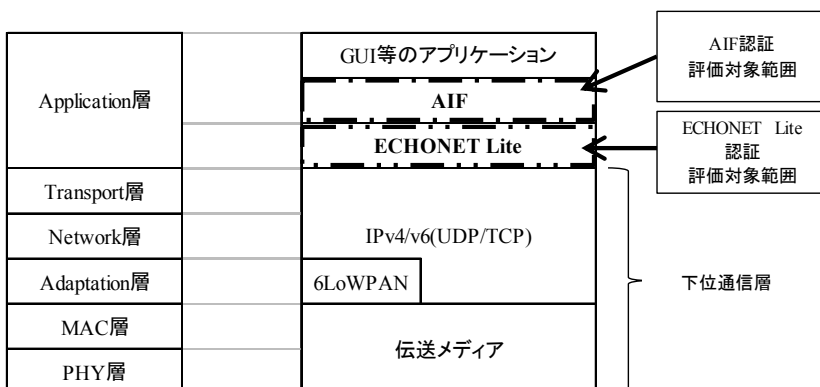 GUI等のアプリケーション
AIF認証
評価対象範囲
Application層
AIF
ECHONET Lite
ECHONET Lite
認証
評価対象範囲
Transport層
Network層
IPv4/v6(UDP/TCP)
Adaptation層
6LoWPAN
下位通信層
MAC層
伝送メディア
PHY層